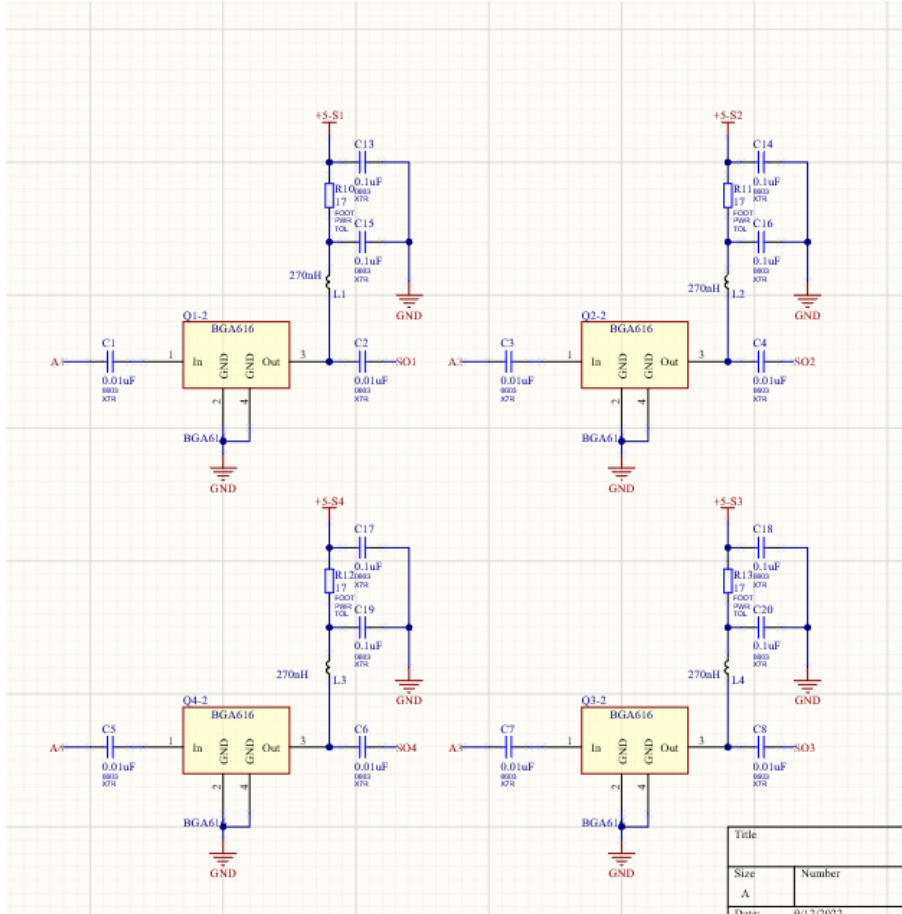 +5-S1
C13
0.1uF
0603
X7R
R10
17
FOOT
PWR
TOL
C15
0.1uF
0603
X7R
270nH
L1
Q1-2
BGA616
C1
A1
0.01uF
0603
X7R
1
In
GND
GND
Out
3
C2
SO1
0.01uF
0603
X7R
2
4
BGA61
GND
GND
+5-S2
C14
0.1uF
0603
X7R
R11
17
FOOT
PWR
TOL
C16
0.1uF
0603
X7R
270nH
L2
Q2-2
BGA616
C3
A2
0.01uF
0603
X7R
1
In
GND
GND
Out
3
C4
SO2
0.01uF
0603
X7R
2
4
BGA61
GND
GND
+5-S4
C17
0.1uF
0603
X7R
R12
17
FOOT
PWR
TOL
C19
0.1uF
0603
X7R
270nH
L3
Q4-2
BGA616
C5
A4
0.01uF
0603
X7R
1
In
GND
GND
Out
3
C6
SO4
0.01uF
0603
X7R
2
4
BGA61
GND
GND
+5-S3
C18
0.1uF
0603
X7R
R13
17
FOOT
PWR
TOL
C20
0.1uF
0603
X7R
270nH
L4
Q3-2
BGA616
C7
A3
0.01uF
0603
X7R
1
In
GND
GND
Out
3
C8
SO3
0.01uF
0603
X7R
2
4
BGA61
GND
GND
Title
Size
Number
A
Date:
9/12/2022